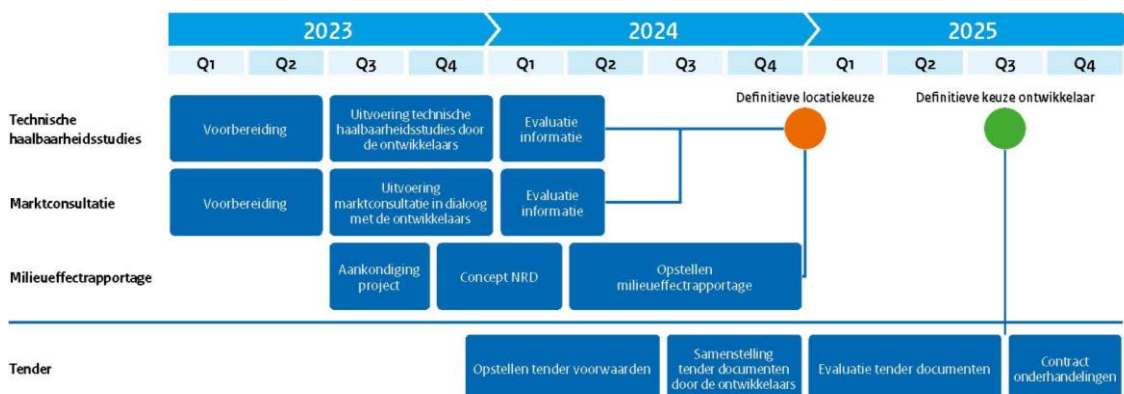 2023 2024 2025
Q1 Q2 Q3 Q4 Q1 Q2 Q3 Q4 Q1 Q2 Q3 Q4
Definitieve locatiekeuze
Definitieve keuze ontwikkelaar
Technische
haalbaarheidsstudies
Voorbereiding
Uitvoering technische
haalbaarheidsstudies door
de ontwikkelaars
Evaluatie
informatie
Marktconsultatie
Voorbereiding
Uitvoering
marktconsultatie in dialoog
met de ontwikkelaars
Evaluatie
informatie
Milieueffectrapportage
Aankondiging
project
Concept NRD
Opstellen
milieueffectrapportage
Tender
Opstellen tender voorwaarden
Samenstelling
tender documenten
door de ontwikkelaars
Evaluatie tender documenten
Contract
onderhandelingen